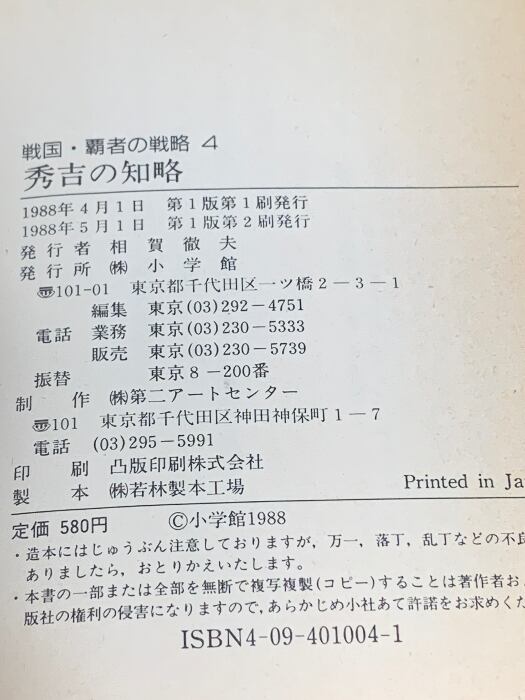 戦国・覇者の戦略 4
秀吉の知略
1988年4月1日 第1版第1刷発行
1988年5月1日 第1版第2刷発行
発行者 相賀徹夫
発行所 ㈱ 小学館
〠101-01 東京都千代田区一ツ橋2-3-1
編集 東京(03)292-4751
電話 業務 東京(03)230-5333
販売 東京(03)230-5739
振替 東京8-200番
制作 ㈱第二アートセンター
〠101 東京都千代田区神田神保町1-7
電話 (03)295-5991
印刷 凸版印刷株式会社
製本 ㈱若林製本工場
Printed in Ja
定価 580円 ©小学館1988
・造本にはじゅうぶん注意しておりますが,万一,落丁,乱丁などの不良
ありましたら,おとりかえいたします。
・本書の一部または全部を無断で複写複製(コピー)することは著作者お
版社の権利の侵害になりますので,あらかじめ小社あて許諾をお求めくだ
ISBN4-09-401004-1